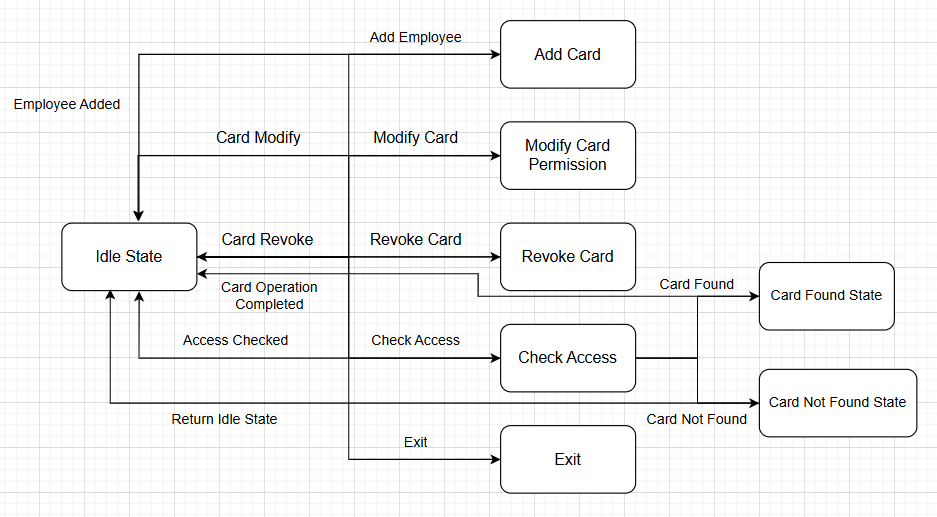 Add Employee
Add Card
Employee Added
Card Modify
Modify Card
Modify Card
Permission
Idle State
Card Revoke
Revoke Card
Revoke Card
Card Operation
Completed
Card Found
Card Found State
Access Checked
Check Access
Check Access
Return Idle State
Card Not Found
Card Not Found State
Exit
Exit